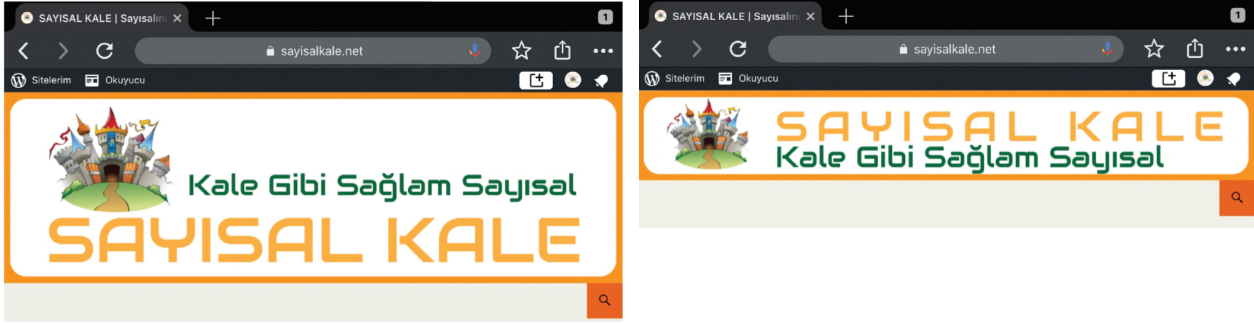 SAYISAL KALE | Sayısalın
1
sayisalkale.net
Sitelerim
Okuyucu
Kale Gibi Sağlam Sayısal
SAYISAL KALE
SAYISAL KALE | Sayısalın
1
sayisalkale.net
Sitelerim
Okuyucu
SAYISAL KALE
Kale Gibi Sağlam Sayısal